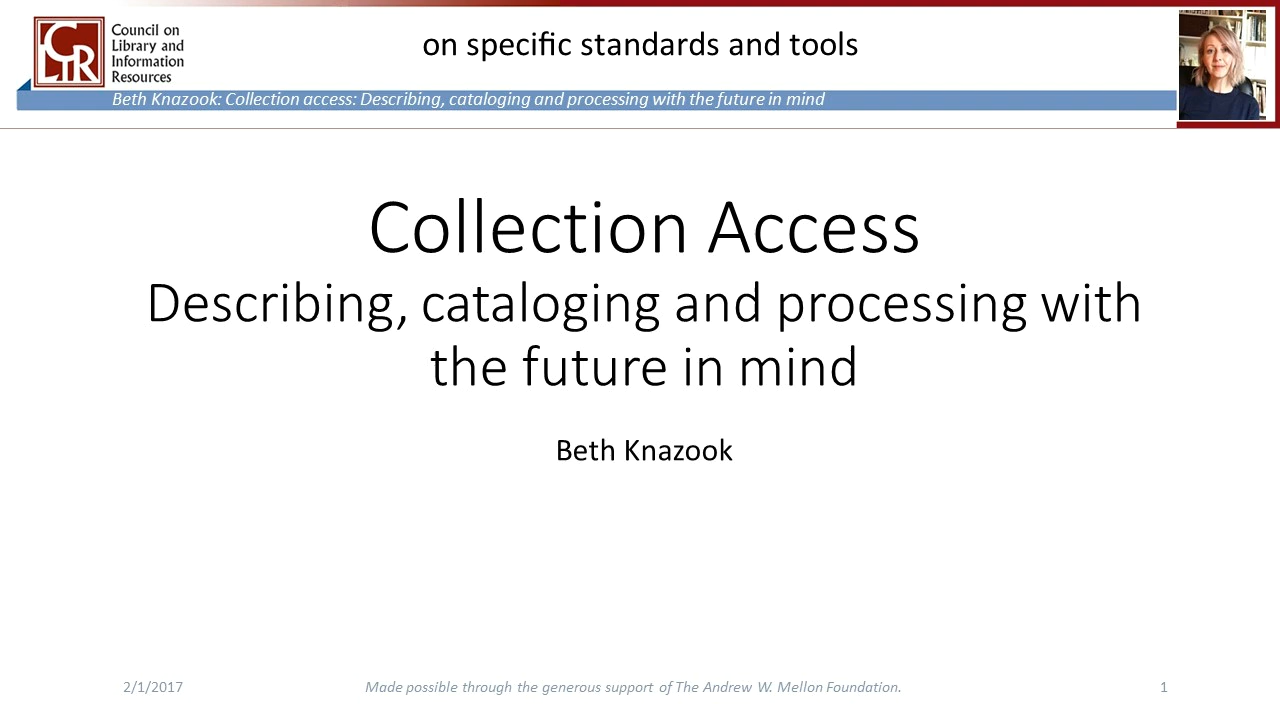 CLIR
Council on
Library and
Information
Resources
on specific standards and tools
Beth Knazook: Collection access: Describing, cataloging and processing with the future in mind
Collection Access
Describing, cataloging and processing with
the future in mind
Beth Knazook
2/1/2017
Made possible through the generous support of The Andrew W. Mellon Foundation.
1